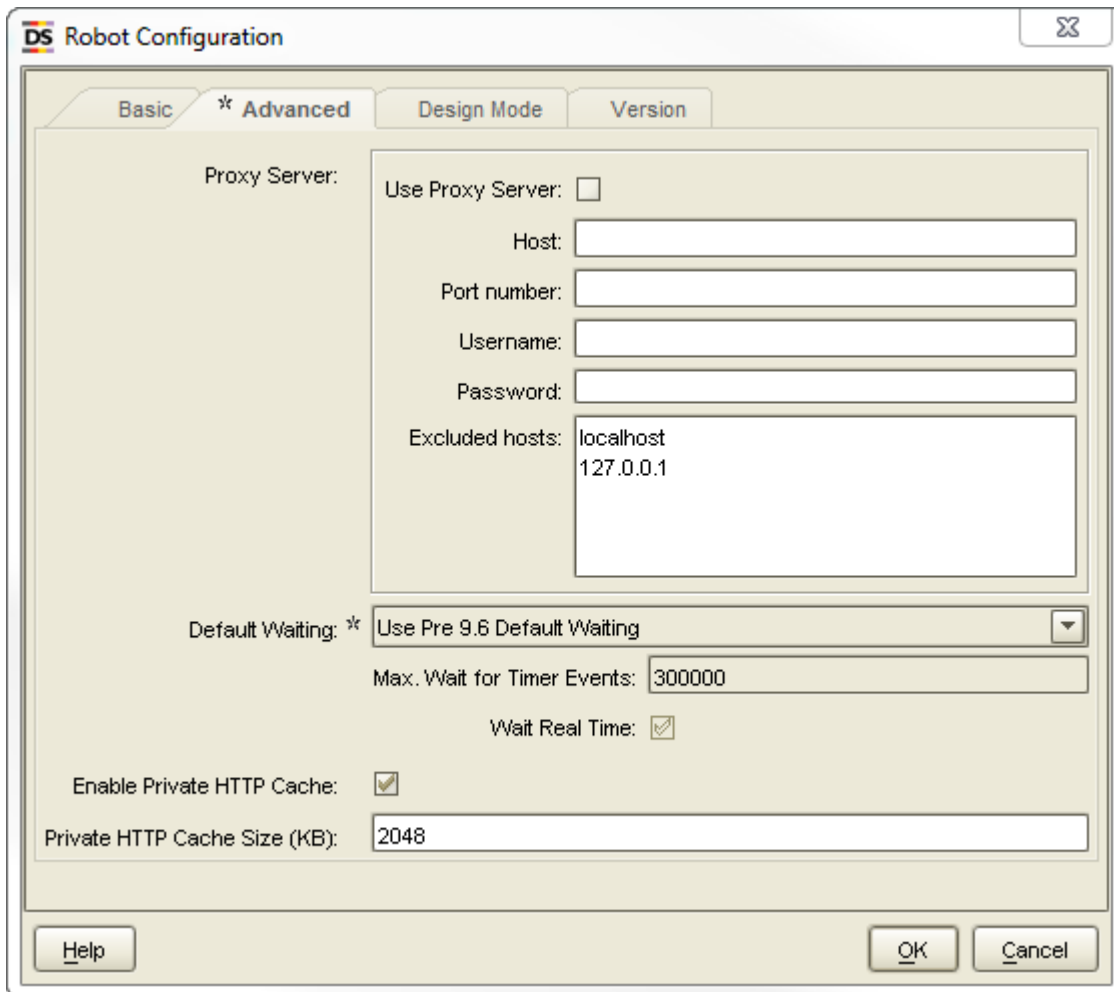 DS Robot Configuration
Basic * Advanced Design Mode Version
Proxy Server:
Use Proxy Server:
Host:
Port number:
Username:
Password:
Excluded hosts: localhost
127.0.0.1
Default Waiting: * Use Pre 9.6 Default Waiting
Max. Wait for Timer Events: 300000
Wait Real Time:
Enable Private HTTP Cache:
Private HTTP Cache Size (KB): 2048
Help OK Cancel